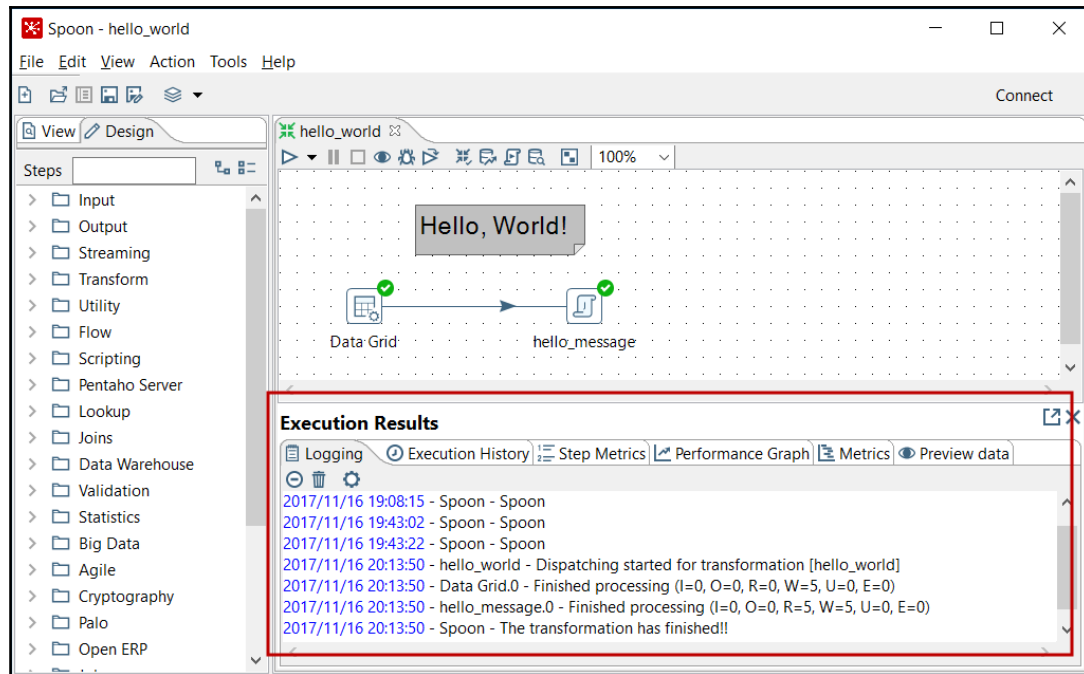 Spoon - hello_world
File Edit View Action Tools Help
Connect
View Design
Steps
Input
Output
Streaming
Transform
Utility
Flow
Scripting
Pentaho Server
Lookup
Joins
Data Warehouse
Validation
Statistics
Big Data
Agile
Cryptography
Palo
Open ERP
hello_world
100%
Hello, World!
Data Grid hello_message
Execution Results
Logging Execution History Step Metrics Performance Graph Metrics Preview data
2017/11/16 19:08:15 - Spoon - Spoon
2017/11/16 19:43:02 - Spoon - Spoon
2017/11/16 19:43:22 - Spoon - Spoon
2017/11/16 20:13:50 - hello_world - Dispatching started for transformation [hello_world]
2017/11/16 20:13:50 - Data Grid.0 - Finished processing (I=0, O=0, R=0, W=5, U=0, E=0)
2017/11/16 20:13:50 - hello_message.0 - Finished processing (I=0, O=0, R=5, W=5, U=0, E=0)
2017/11/16 20:13:50 - Spoon - The transformation has finished!!